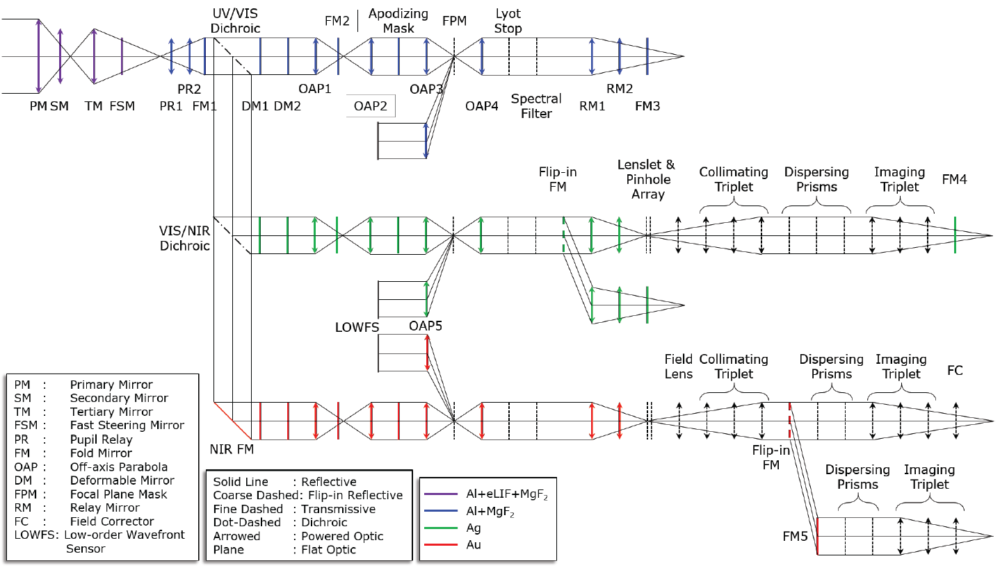 UV/VIS
Dichroic
FM2
Apodizing
Mask
FPM
Lyot
Stop
PR2
OAP1
OAP3
RM2
PM SM TM FSM PR1 FM1 DM1 DM2 OAP2 OAP4 Spectral
Filter
RM1 FM3
Flip-in
FM
Lenslet &
Pinhole
Array
Collimating
Triplet
Dispersing
Prisms
Imaging
Triplet
FM4
VIS/NIR
Dichroic
LOWFS
OAP5
Field
Lens
Collimating
Triplet
Dispersing
Prisms
Imaging
Triplet
FC
NIR FM
Flip-in
FM
Dispersing
Prisms
Imaging
Triplet
FM5
PM : Primary Mirror
SM : Secondary Mirror
TM : Tertiary Mirror
FSM : Fast Steering Mirror
PR : Pupil Relay
FM : Fold Mirror
OAP : Off-axis Parabola
DM : Deformable Mirror
FPM : Focal Plane Mask
RM : Relay Mirror
FC : Field Corrector
LOWFS: Low-order Wavefront
Sensor
Solid Line : Reflective
Coarse Dashed: Flip-in Reflective
Fine Dashed : Transmissive
Dot-Dashed : Dichroic
Arrowed : Powered Optic
Plane : Flat Optic
Al+eLIF+MgF₂
Al+MgF₂
Ag
Au